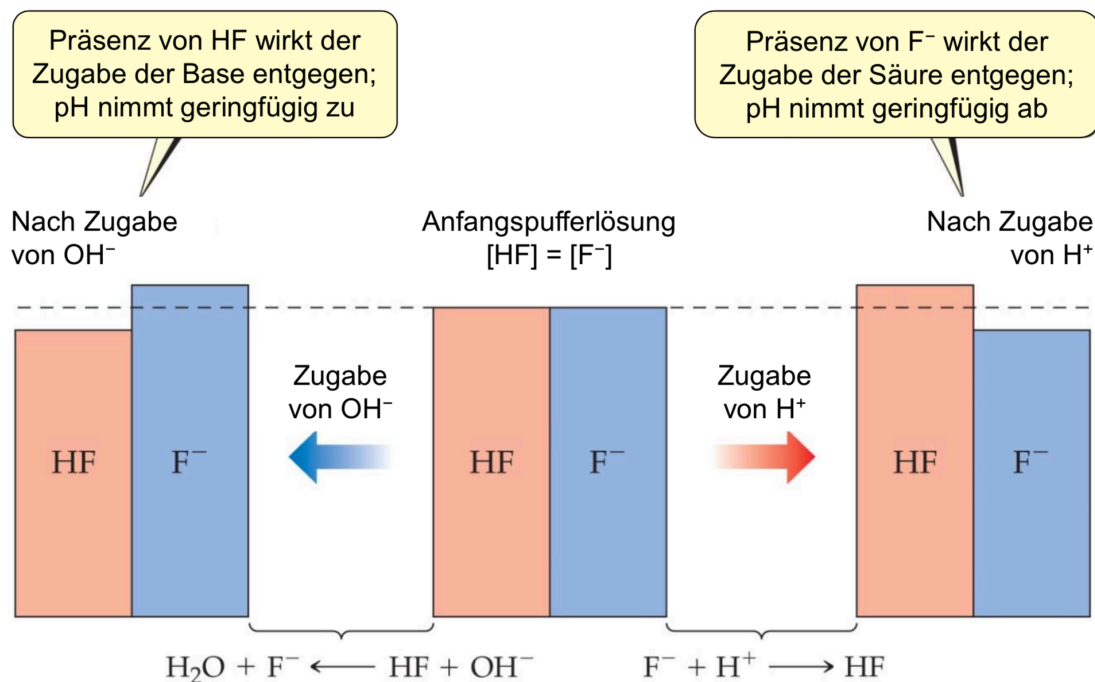 Präsenz von HF wirkt der
Zugabe der Base entgegen;
pH nimmt geringfügig zu
Präsenz von F⁻ wirkt der
Zugabe der Säure entgegen;
pH nimmt geringfügig ab
Nach Zugabe
von OH⁻
Anfangspufferlösung
[HF] = [F⁻]
Nach Zugabe
von H⁺
Zugabe
von OH⁻
Zugabe
von H⁺
HF
F⁻
HF
F⁻
HF
F⁻
H₂O + F⁻ ⟵ HF + OH⁻
F⁻ + H⁺ ⟶ HF